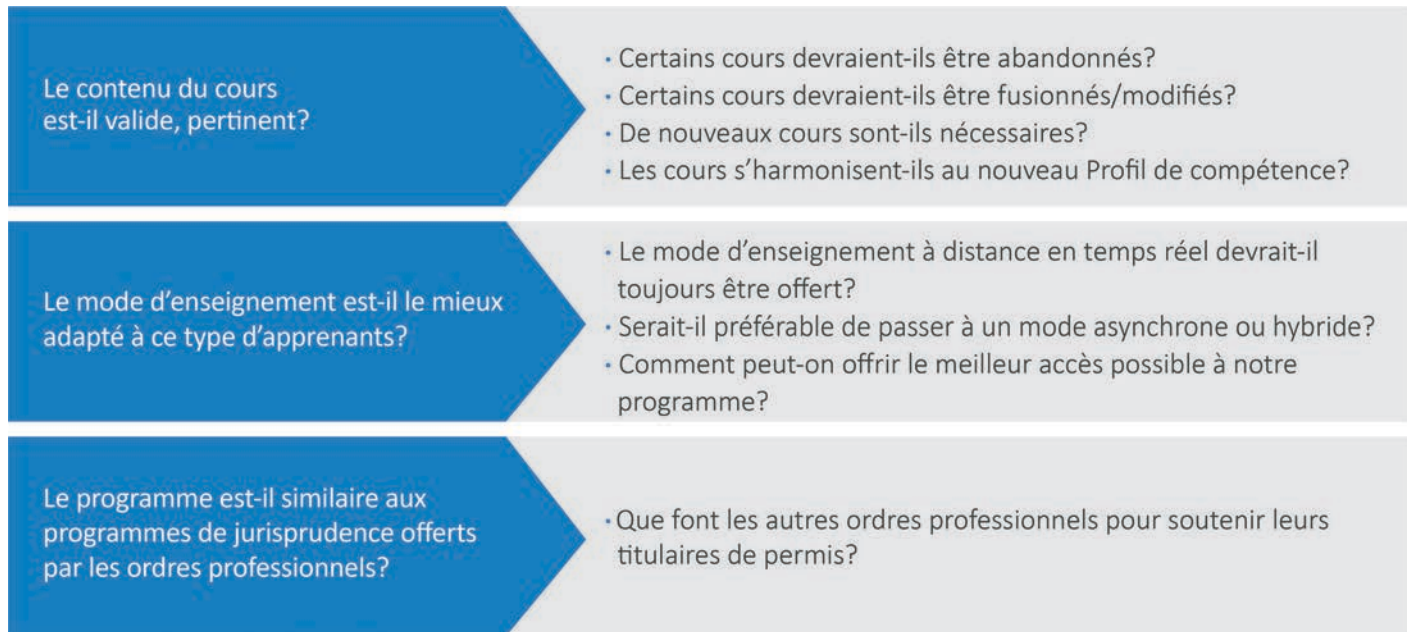 Le contenu du cours
est-il valide, pertinent?
· Certains cours devraient-ils être abandonnés?
· Certains cours devraient-ils être fusionnés/modifiés?
· De nouveaux cours sont-ils nécessaires?
· Les cours s’harmonisent-ils au nouveau Profil de compétence?
Le mode d’enseignement est-il le mieux
adapté à ce type d’apprenants?
· Le mode d’enseignement à distance en temps réel devrait-il
toujours être offert?
· Serait-il préférable de passer à un mode asynchrone ou hybride?
· Comment peut-on offrir le meilleur accès possible à notre
programme?
Le programme est-il similaire aux
programmes de jurisprudence offerts
par les ordres professionnels?
· Que font les autres ordres professionnels pour soutenir leurs
titulaires de permis?